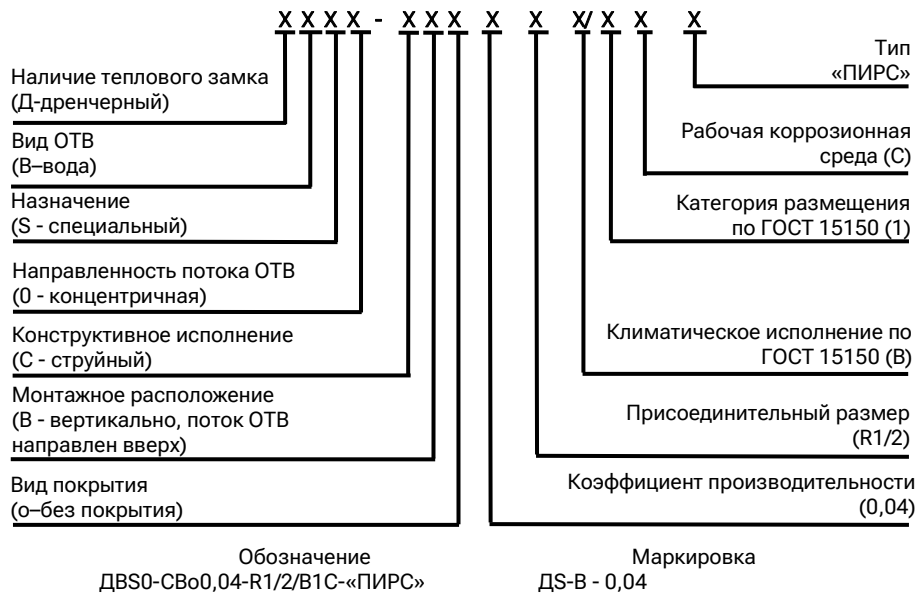 X X X X - X X X X X X/ X X X
Наличие теплового замка
(Д-дренчерный)
Вид ОТВ
(В–вода)
Назначение
(S - специальный)
Направленность потока ОТВ
(0 - концентричная)
Конструктивное исполнение
(С - струйный)
Монтажное расположение
(В - вертикально, поток ОТВ
направлен вверх)
Вид покрытия
(о–без покрытия)
Тип
«ПИРС»
Рабочая коррозионная
среда (С)
Категория размещения
по ГОСТ 15150 (1)
Климатическое исполнение по
ГОСТ 15150 (В)
Присоединительный размер
(R1/2)
Коэффициент производительности
(0,04)
Обозначение
ДВS0-СВо0,04-R1/2/В1С-«ПИРС»
Маркировка
ДS-В - 0,04